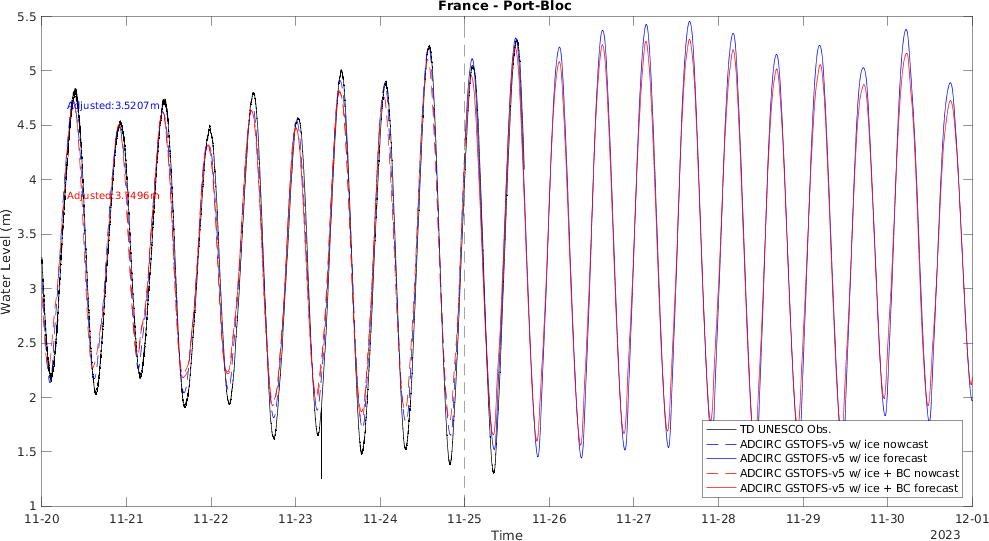 France - Port-Bloc
5.5
5
4.5
4
3.5
3
2.5
2
1.5
1
Water Level (m)
Adjusted:3.5207m
Adjusted:3.7496m
TD UNESCO Obs.
ADCIRC GSTOFS-v5 w/ ice nowcast
ADCIRC GSTOFS-v5 w/ ice forecast
ADCIRC GSTOFS-v5 w/ ice + BC nowcast
ADCIRC GSTOFS-v5 w/ ice + BC forecast
11-20 11-21 11-22 11-23 11-24 11-25 11-26 11-27 11-28 11-29 11-30 12-01
Time
2023